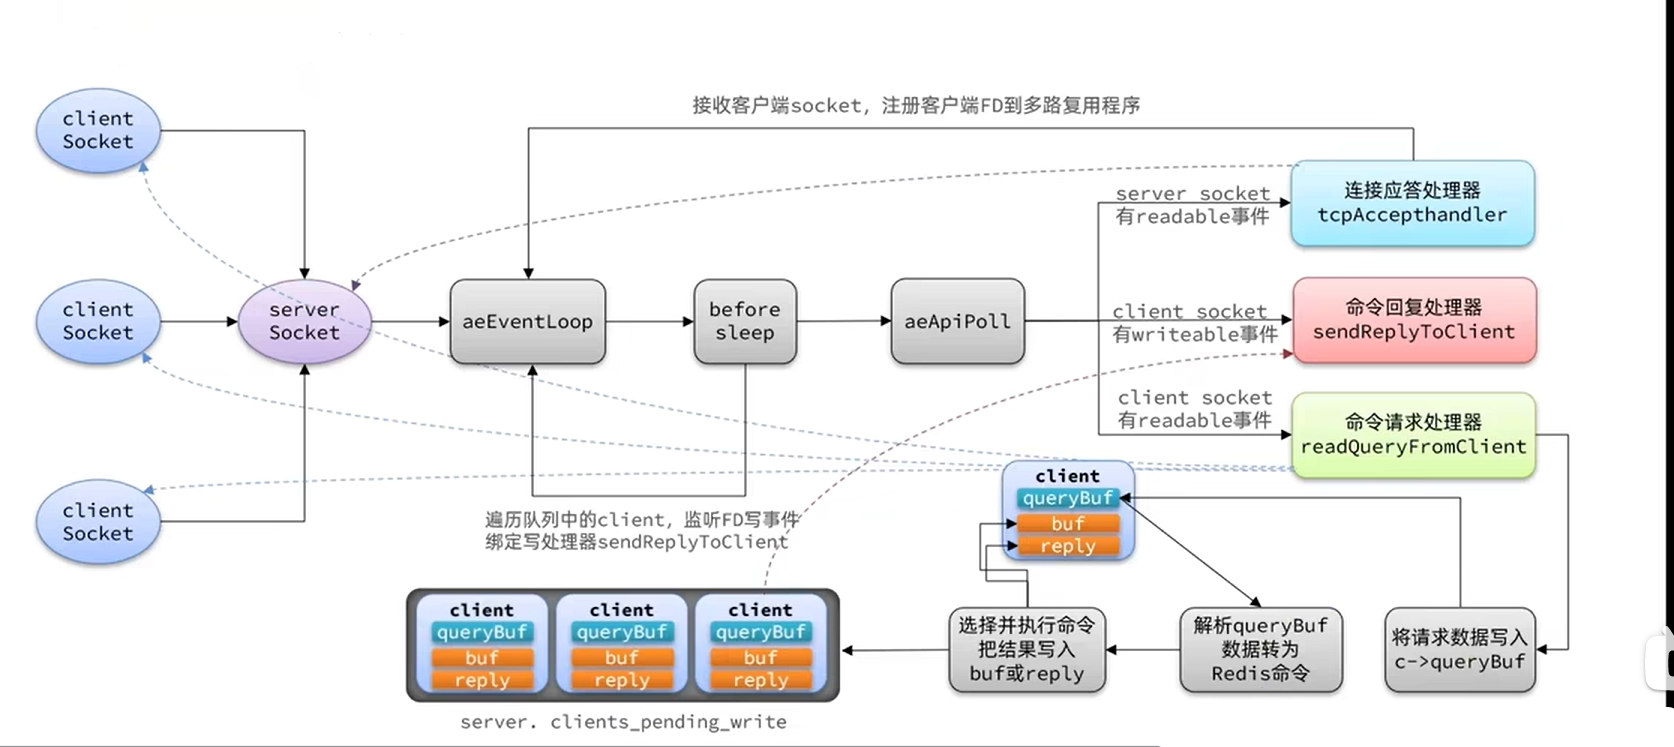 接收客户端socket，注册客户端FD到多路复用程序
client
Socket
连接应答处理器
tcpAccepthandler
server socket
有readable事件
client
Socket
server
Socket
aeEventLoop
before
sleep
aeApiPoll
client socket
有writeable事件
命令回复处理器
sendReplyToClient
client socket
有readable事件
命令请求处理器
readQueryFromClient
client
Socket
遍历队列中的client，监听FD写事件
绑定写处理器sendReplyToClient
client
queryBuf
buf
reply
client
queryBuf
buf
reply
client
queryBuf
buf
reply
client
queryBuf
buf
reply
server. clients_pending_write
选择并执行命令
把结果写入
buf或reply
解析queryBuf
数据转为
Redis命令
将请求数据写入
c->queryBuf